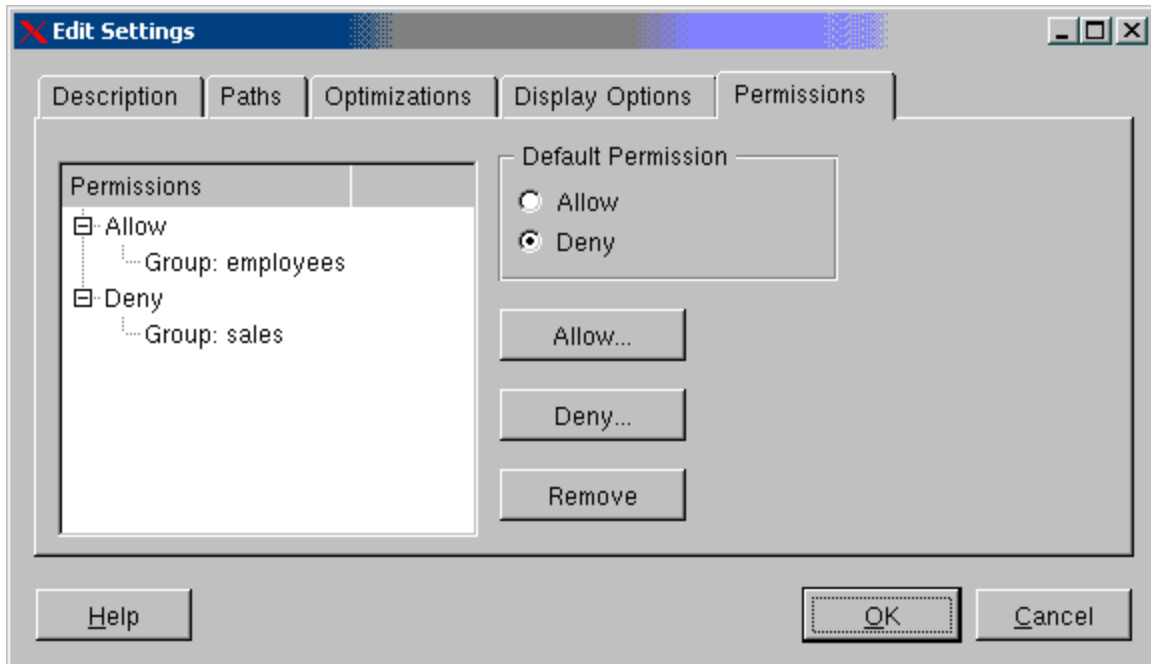 Edit Settings
Description Paths Optimizations Display Options Permissions
Permissions
Allow
Group: employees
Deny
Group: sales
Default Permission
Allow
Deny
Allow...
Deny...
Remove
Help OK Cancel